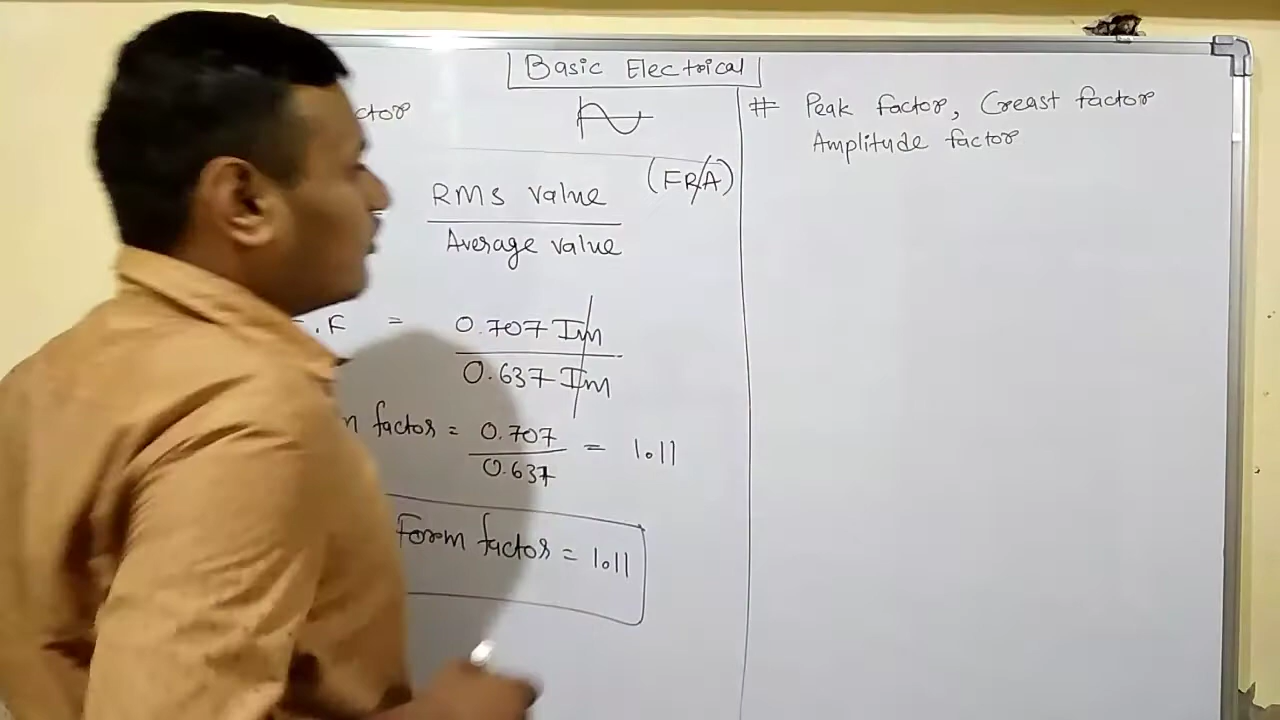 Basic Electrical
ctor
RMS value
Average value
(FR/A)
.F = 0.707 Im
0.637 Im
m factor = 0.707 = 1.11
0.637
Form factor = 1.11
# Peak factor, Creast factor
Amplitude factor